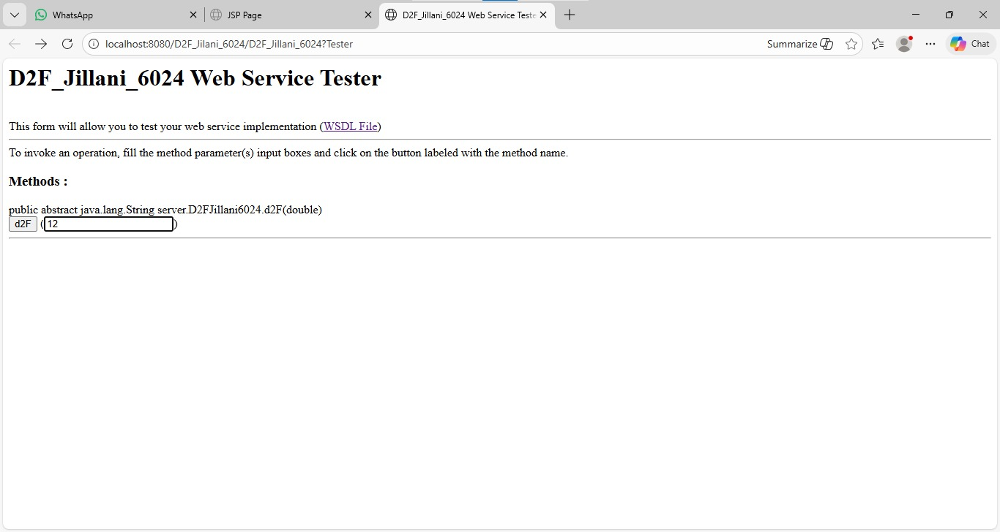 WhatsApp
JSP Page
D2F_Jillani_6024 Web Service Teste
localhost:8080/D2F_Jilani_6024/D2F_Jillani_6024?Tester
Summarize
Chat
D2F_Jillani_6024 Web Service Tester
This form will allow you to test your web service implementation (WSDL File)
To invoke an operation, fill the method parameter(s) input boxes and click on the button labeled with the method name.
Methods :
public abstract java.lang.String server.D2FJillani6024.d2F(double)
d2F (12)